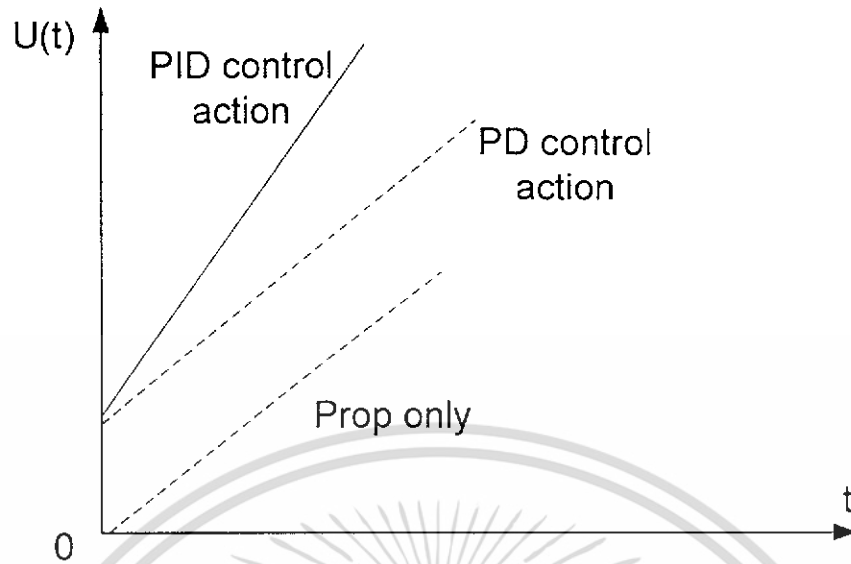 U(t)
PID control
action
PD control
action
Prop only
t
0